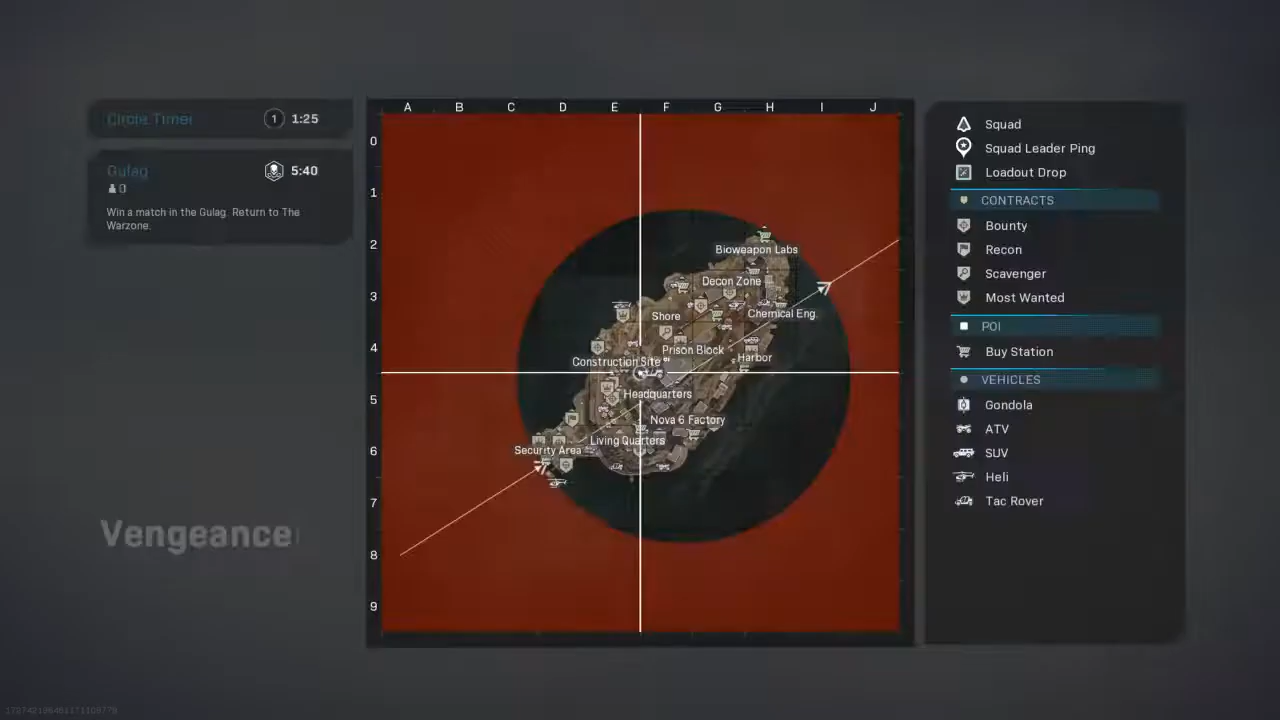 Circle Timer 1 1:25
Gulag 5:40
0
Win a match in the Gulag. Return to The
Warzone.
Vengeance
A B C D E F G H I J
0
1
2
3
4
5
6
7
8
9
Bioweapon Labs
Decon Zone
Chemical Eng.
Shore
Prison Block
Harbor
Construction Site
Headquarters
Nova 6 Factory
Living Quarters
Security Area
Squad
Squad Leader Ping
Loadout Drop
CONTRACTS
Bounty
Recon
Scavenger
Most Wanted
POI
Buy Station
VEHICLES
Gondola
ATV
SUV
Heli
Tac Rover